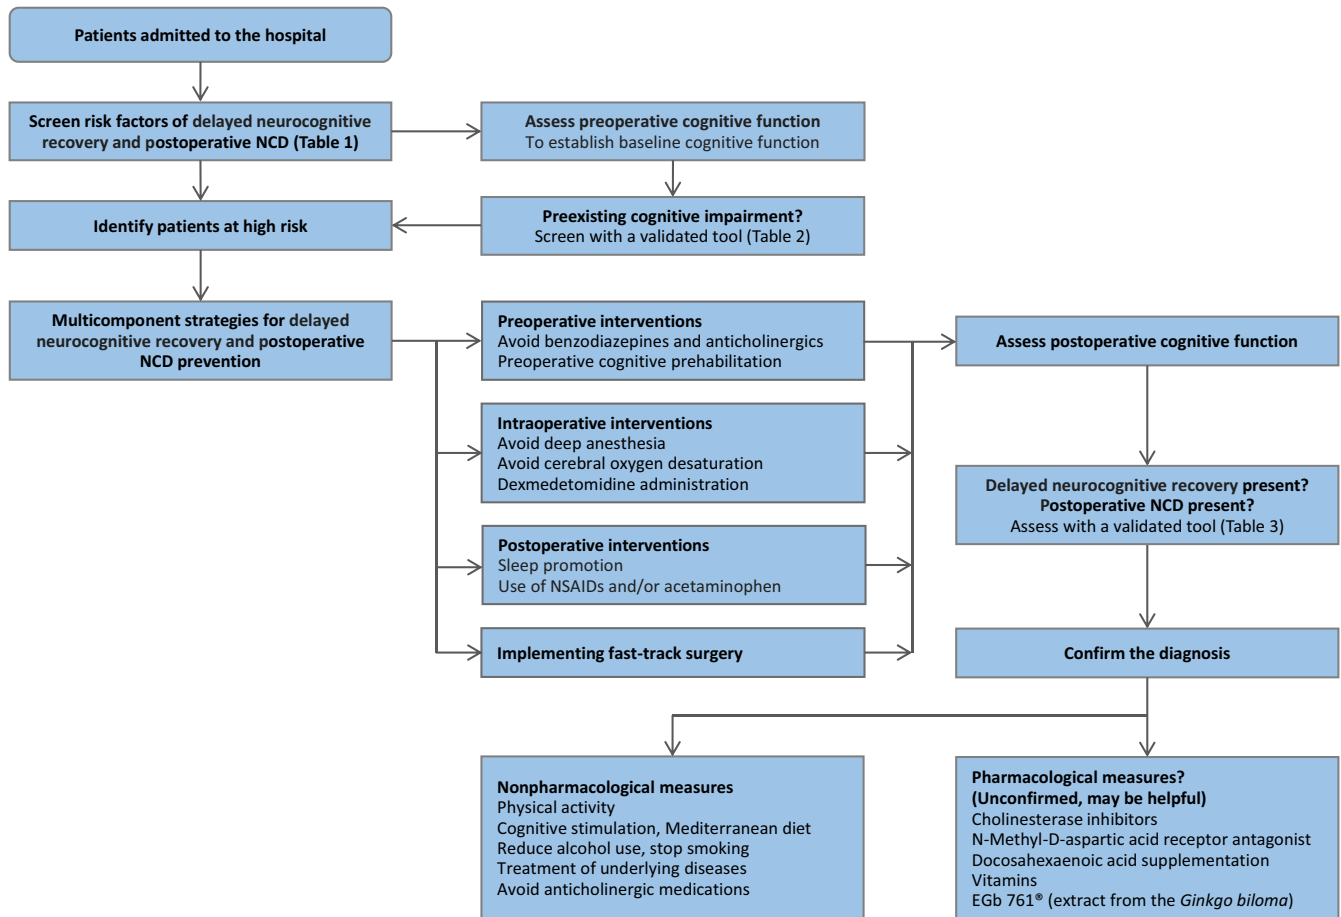 Patients admitted to the hospital
Screen risk factors of delayed neurocognitive
recovery and postoperative NCD (Table 1)
Assess preoperative cognitive function
To establish baseline cognitive function
Identify patients at high risk
Preexisting cognitive impairment?
Screen with a validated tool (Table 2)
Multicomponent strategies for delayed
neurocognitive recovery and postoperative
NCD prevention
Preoperative interventions
Avoid benzodiazepines and anticholinergics
Preoperative cognitive prehabilitation
Assess postoperative cognitive function
Intraoperative interventions
Avoid deep anesthesia
Avoid cerebral oxygen desaturation
Dexmedetomidine administration
Delayed neurocognitive recovery present?
Postoperative NCD present?
Assess with a validated tool (Table 3)
Postoperative interventions
Sleep promotion
Use of NSAIDs and/or acetaminophen
Implementing fast-track surgery
Confirm the diagnosis
Nonpharmacological measures
Physical activity
Cognitive stimulation, Mediterranean diet
Reduce alcohol use, stop smoking
Treatment of underlying diseases
Avoid anticholinergic medications
Pharmacological measures?
(Unconfirmed, may be helpful)
Cholinesterase inhibitors
N-Methyl-D-aspartic acid receptor antagonist
Docosahexaenoic acid supplementation
Vitamins
EGb 761® (extract from the Ginkgo biloma)